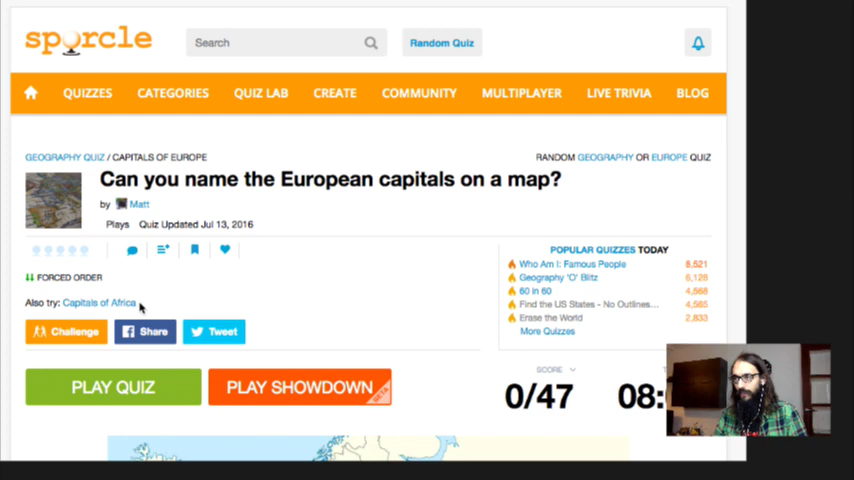 sporcle
Search
Random Quiz
QUIZZES CATEGORIES QUIZ LAB CREATE COMMUNITY MULTIPLAYER LIVE TRIVIA BLOG
GEOGRAPHY QUIZ / CAPITALS OF EUROPE
RANDOM GEOGRAPHY OR EUROPE QUIZ
Can you name the European capitals on a map?
by Matt
Plays Quiz Updated Jul 13, 2016
FORCED ORDER
Also try: Capitals of Africa
Challenge Share Tweet
POPULAR QUIZZES TODAY
Who Am I: Famous People 8,521
Geography 'O' Blitz 6,128
60 in 60 4,568
Find the US States - No Outlines... 4,565
Erase the World 2,833
More Quizzes
PLAY QUIZ PLAY SHOWDOWN BETA
SCORE
0/47 08: